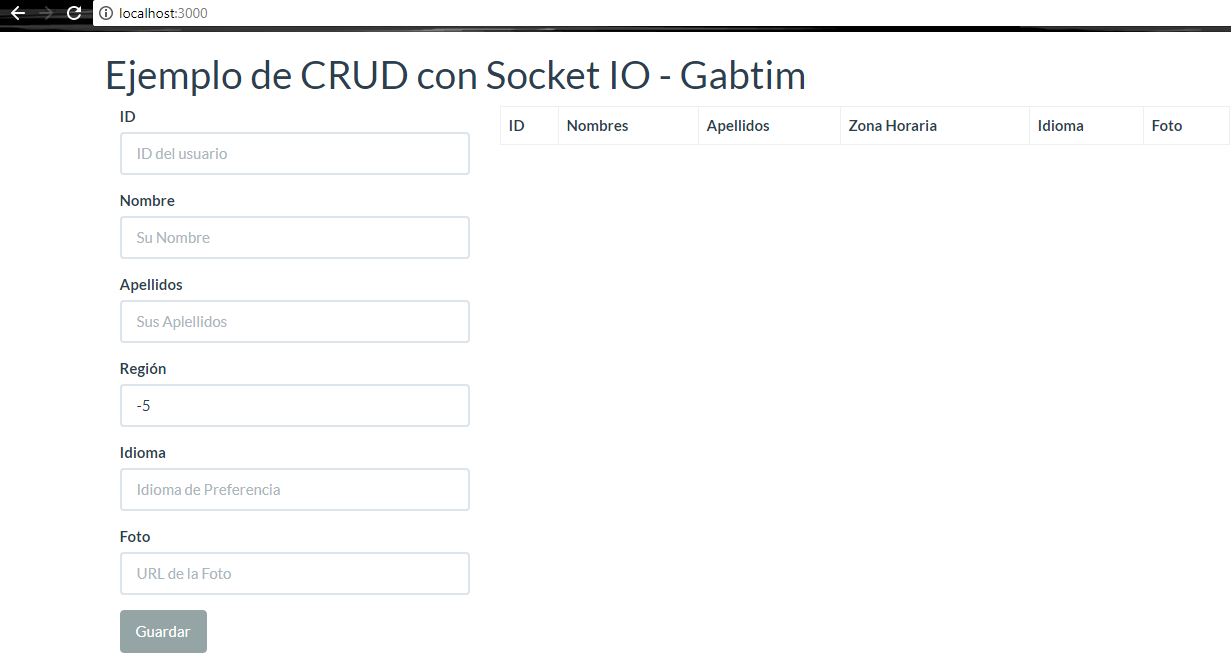 localhost:3000
Ejemplo de CRUD con Socket IO - Gabtim
ID
ID del usuario
Nombre
Su Nombre
Apellidos
Sus Aplellidos
Región
-5
Idioma
Idioma de Preferencia
Foto
URL de la Foto
Guardar
ID Nombres Apellidos Zona Horaria Idioma Foto